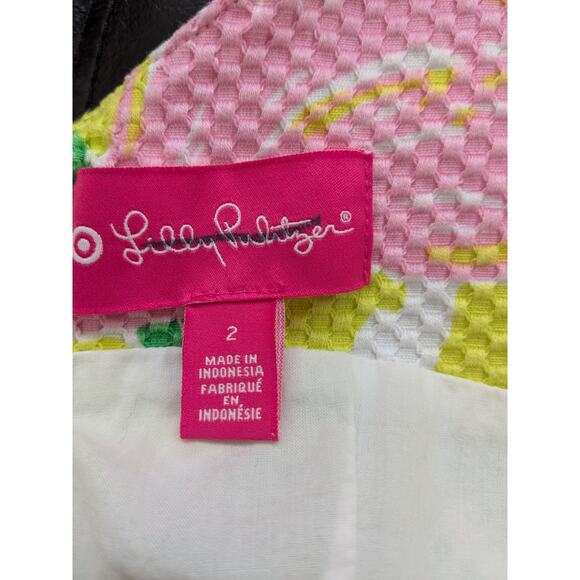 Lilly Pulitzer®
2
MADE IN
INDONESIA
FABRIQUÉ
EN
INDONÉSIE